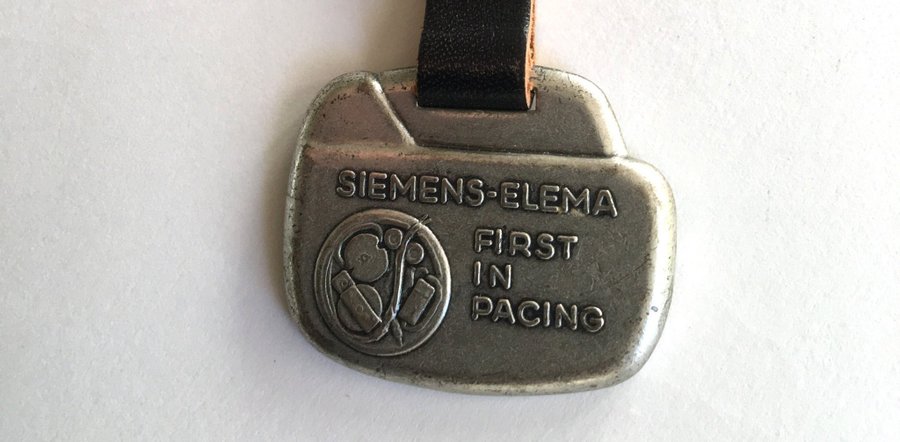 SIEMENS-ELEMA
FIRST
IN
PACING